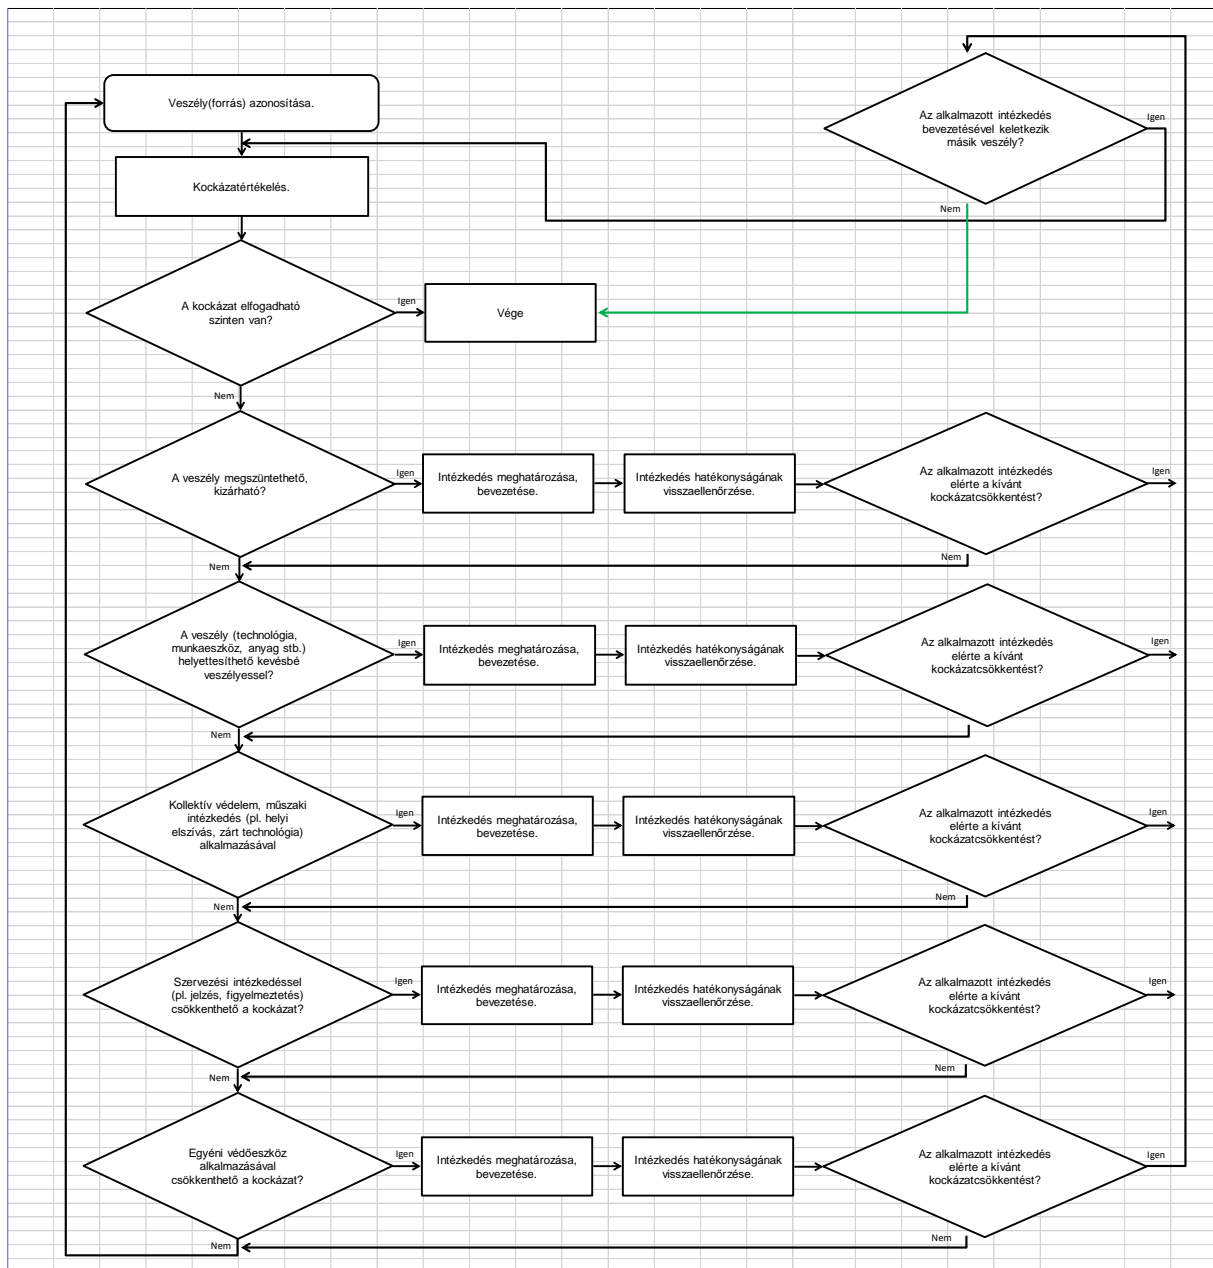 Az alkalmazott intézkedés
bevezetésével keletkezik
másik veszély?
Igen
Nem
Veszély(forrás) azonosítása.
Kockázatértékelés.
A kockázat elfogadható
szinten van?
Igen
Vége
Nem
A veszély megszüntethető,
kizárható?
Igen
Intézkedés meghatározása,
bevezetése.
Intézkedés hatékonyságának
visszaellenőrzése.
Az alkalmazott intézkedés
elérte a kívánt
kockázatcsökkentést?
Igen
Nem
Nem
A veszély (technológia,
munkaeszköz, anyag stb.)
helyettesíthető kevésbé
veszélyessel?
Igen
Intézkedés meghatározása,
bevezetése.
Intézkedés hatékonyságának
visszaellenőrzése.
Az alkalmazott intézkedés
elérte a kívánt
kockázatcsökkentést?
Igen
Nem
Nem
Kollektív védelem, műszaki
intézkedés (pl. helyi
elszívás, zárt technológia)
alkalmazásával
Igen
Intézkedés meghatározása,
bevezetése.
Intézkedés hatékonyságának
visszaellenőrzése.
Az alkalmazott intézkedés
elérte a kívánt
kockázatcsökkentést?
Igen
Nem
Nem
Szervezési intézkedéssel
(pl. jelzés, figyelmeztetés)
csökkenthető a kockázat?
Igen
Intézkedés meghatározása,
bevezetése.
Intézkedés hatékonyságának
visszaellenőrzése.
Az alkalmazott intézkedés
elérte a kívánt
kockázatcsökkentést?
Igen
Nem
Nem
Egyéni védőeszköz
alkalmazásával
csökkenthető a kockázat?
Igen
Intézkedés meghatározása,
bevezetése.
Intézkedés hatékonyságának
visszaellenőrzése.
Az alkalmazott intézkedés
elérte a kívánt
kockázatcsökkentést?
Igen
Nem
Nem